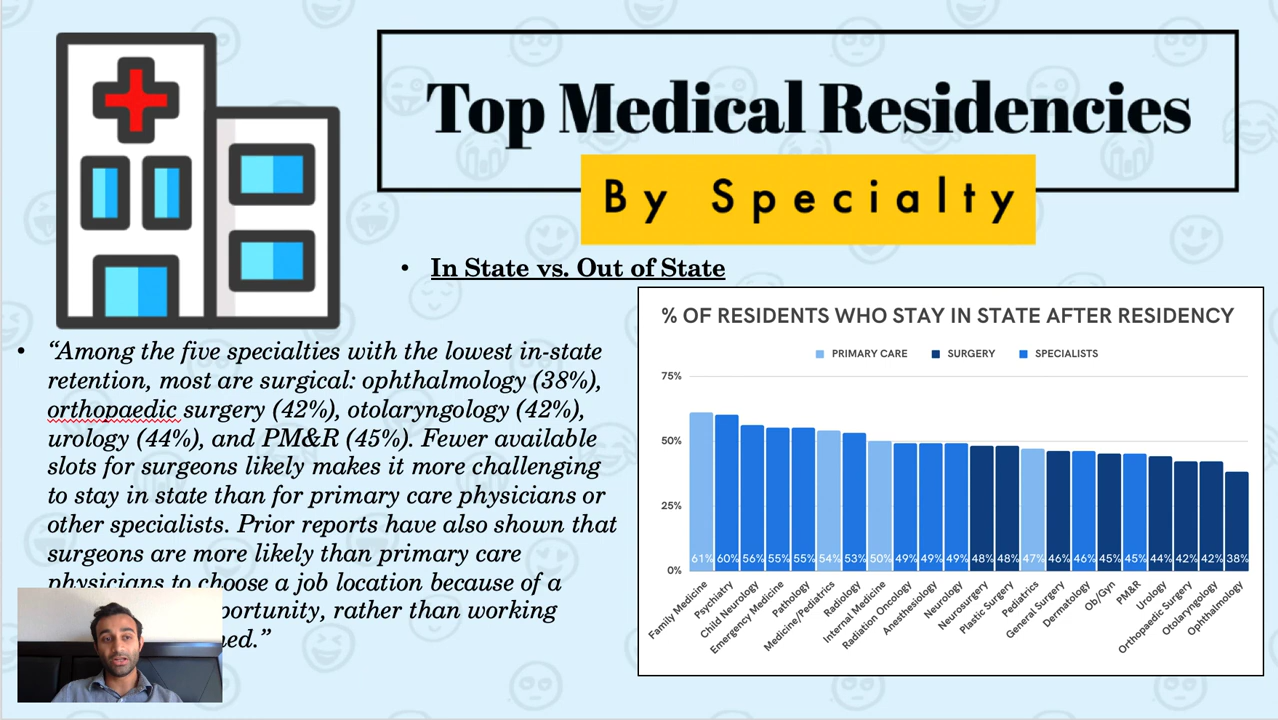 Top Medical Residencies
By Specialty
• In State vs. Out of State
• “Among the five specialties with the lowest in-state
retention, most are surgical: ophthalmology (38%),
orthopaedic surgery (42%), otolaryngology (42%),
urology (44%), and PM&R (45%). Fewer available
slots for surgeons likely makes it more challenging
to stay in state than for primary care physicians or
other specialists. Prior reports have also shown that
surgeons are more likely than primary care
physicians to choose a job location because of a
rather than working
% OF RESIDENTS WHO STAY IN STATE AFTER RESIDENCY
PRIMARY CARE SURGERY SPECIALISTS
75%
50%
25%
0%
61% 60% 56% 55% 55% 54% 53% 50% 49% 49% 49% 48% 48% 47% 46% 46% 45% 45% 44% 42% 42% 38%
Family Medicine
Psychiatry
Child Neurology
Emergency Medicine
Pathology
Medicine/Pediatrics
Radiology
Internal Medicine
Radiation Oncology
Anesthesiology
Neurology
Neurosurgery
Plastic Surgery
Pediatrics
General Surgery
Dermatology
Ob/Gyn
PM&R
Urology
Orthopaedic Surgery
Otolaryngology
Ophthalmology